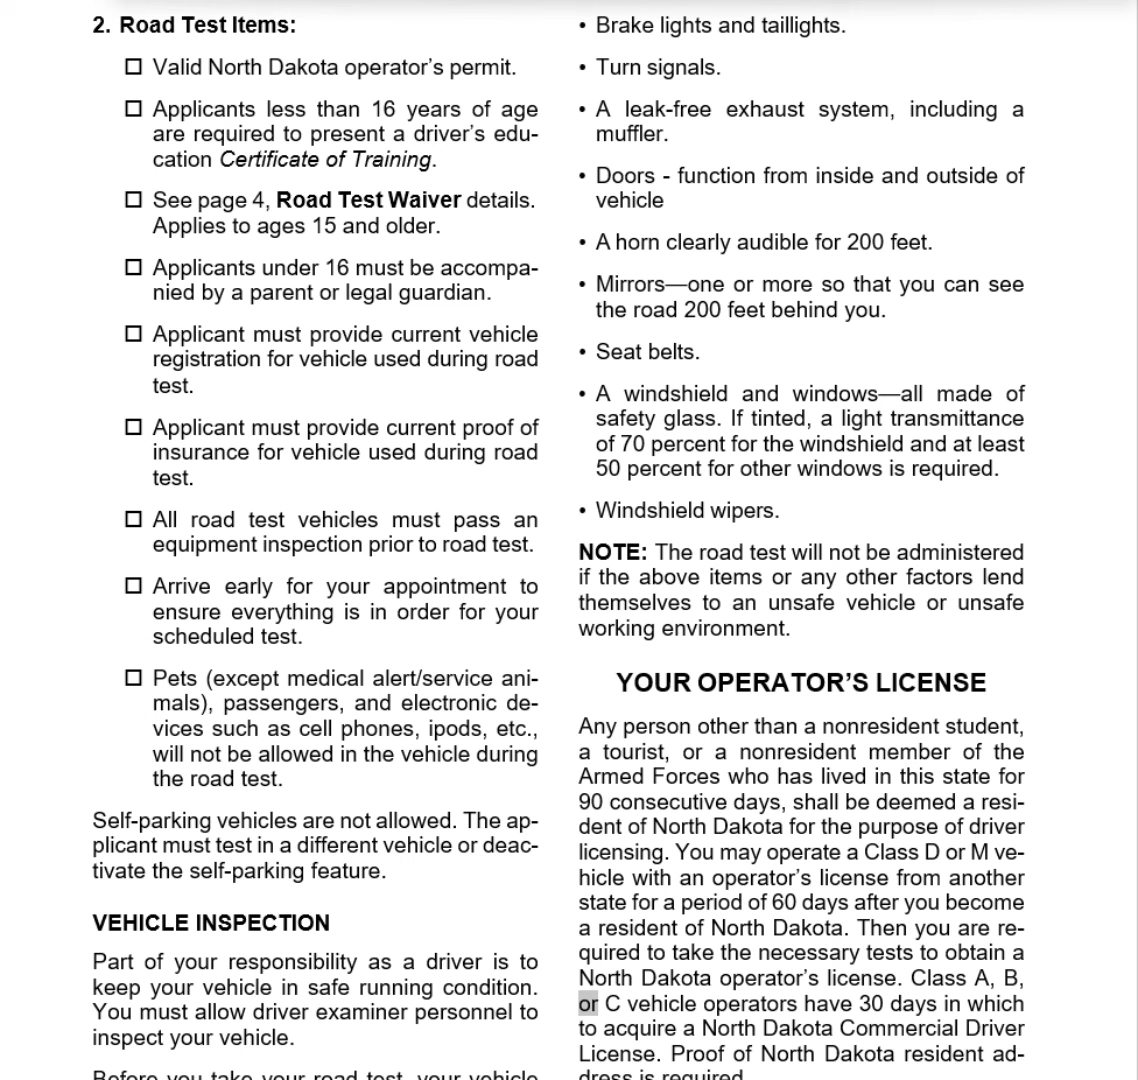 2. Road Test Items:
☐ Valid North Dakota operator's permit.
☐ Applicants less than 16 years of age
are required to present a driver's edu-
cation Certificate of Training.
☐ See page 4, Road Test Waiver details.
Applies to ages 15 and older.
☐ Applicants under 16 must be accompa-
nied by a parent or legal guardian.
☐ Applicant must provide current vehicle
registration for vehicle used during road
test.
☐ Applicant must provide current proof of
insurance for vehicle used during road
test.
☐ All road test vehicles must pass an
equipment inspection prior to road test.
☐ Arrive early for your appointment to
ensure everything is in order for your
scheduled test.
☐ Pets (except medical alert/service ani-
mals), passengers, and electronic de-
vices such as cell phones, ipods, etc.,
will not be allowed in the vehicle during
the road test.
Self-parking vehicles are not allowed. The ap-
plicant must test in a different vehicle or deac-
tivate the self-parking feature.
VEHICLE INSPECTION
Part of your responsibility as a driver is to
keep your vehicle in safe running condition.
You must allow driver examiner personnel to
inspect your vehicle.
Before you take your road test, your vehicle
• Brake lights and taillights.
• Turn signals.
• A leak-free exhaust system, including a
muffler.
• Doors - function from inside and outside of
vehicle
• A horn clearly audible for 200 feet.
• Mirrors—one or more so that you can see
the road 200 feet behind you.
• Seat belts.
• A windshield and windows—all made of
safety glass. If tinted, a light transmittance
of 70 percent for the windshield and at least
50 percent for other windows is required.
• Windshield wipers.
NOTE: The road test will not be administered
if the above items or any other factors lend
themselves to an unsafe vehicle or unsafe
working environment.
YOUR OPERATOR'S LICENSE
Any person other than a nonresident student,
a tourist, or a nonresident member of the
Armed Forces who has lived in this state for
90 consecutive days, shall be deemed a resi-
dent of North Dakota for the purpose of driver
licensing. You may operate a Class D or M ve-
hicle with an operator's license from another
state for a period of 60 days after you become
a resident of North Dakota. Then you are re-
quired to take the necessary tests to obtain a
North Dakota operator's license. Class A, B,
or C vehicle operators have 30 days in which
to acquire a North Dakota Commercial Driver
License. Proof of North Dakota resident ad-
dress is required.